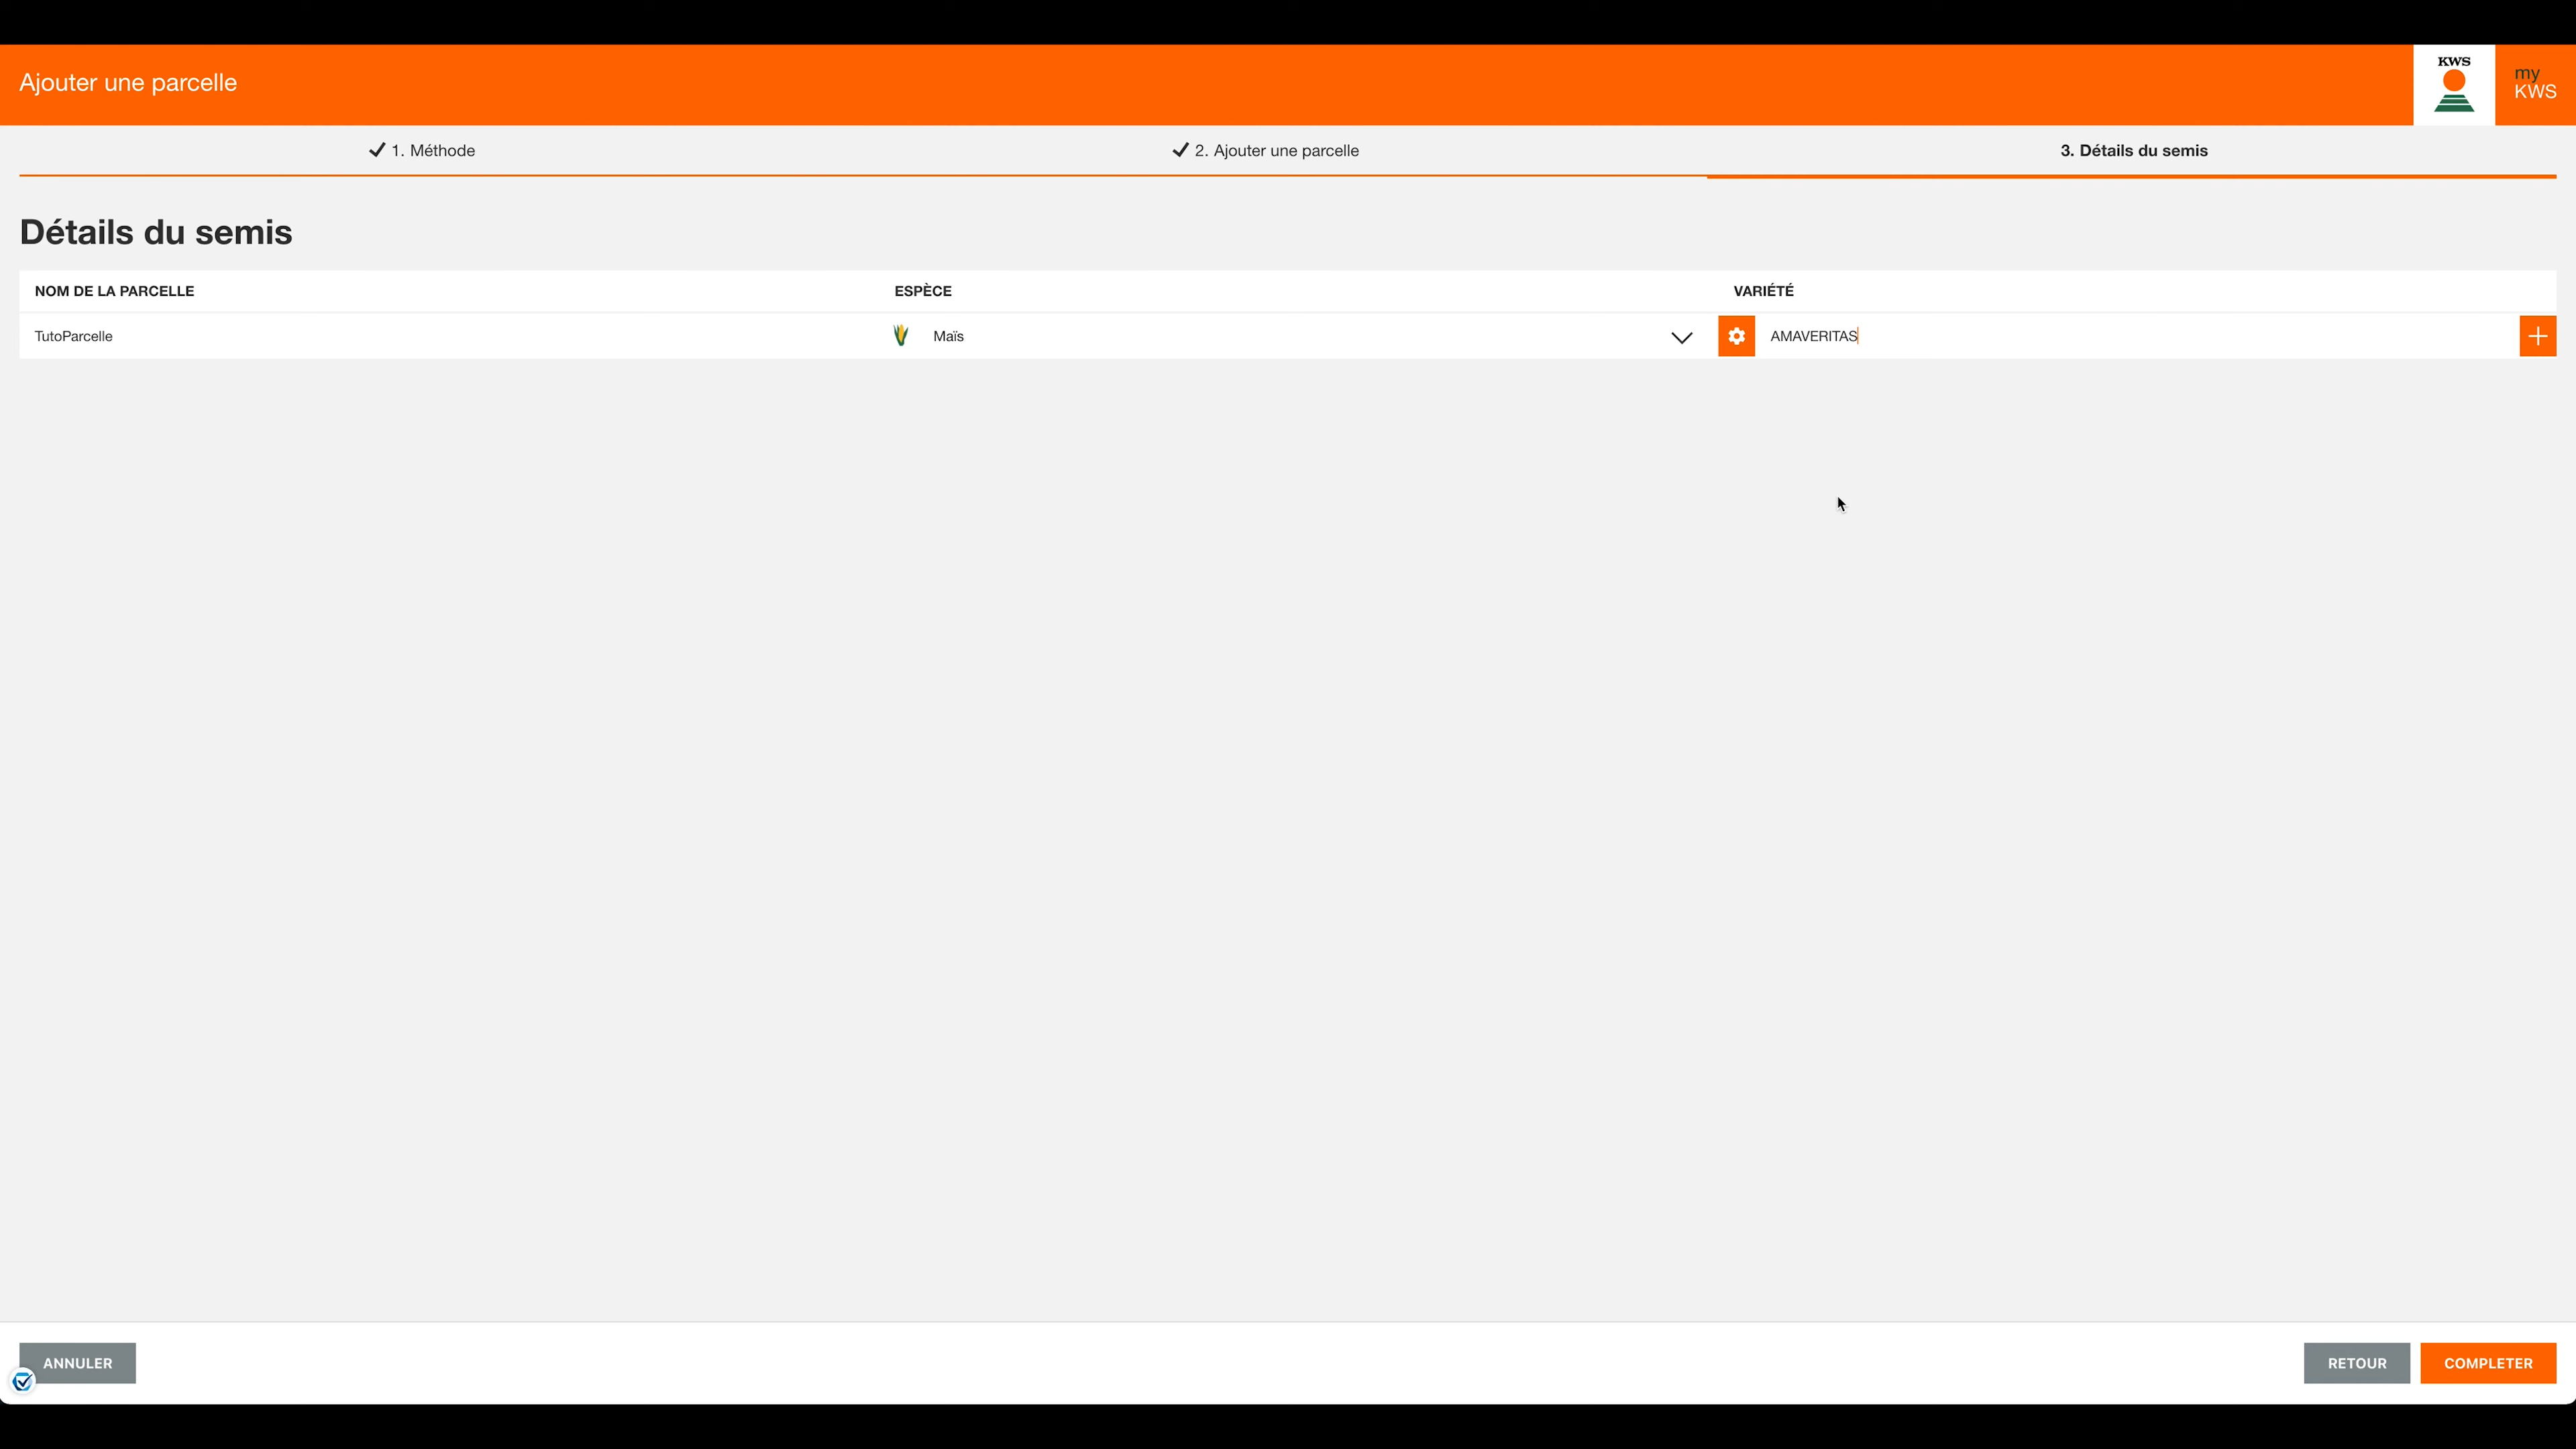 Ajouter une parcelle
KWS
my
KWS
1. Méthode
2. Ajouter une parcelle
3. Détails du semis
Détails du semis
NOM DE LA PARCELLE
ESPÈCE
VARIÉTÉ
TutoParcelle
Maïs
AMAVERITAS
ANNULER
RETOUR
COMPLETER